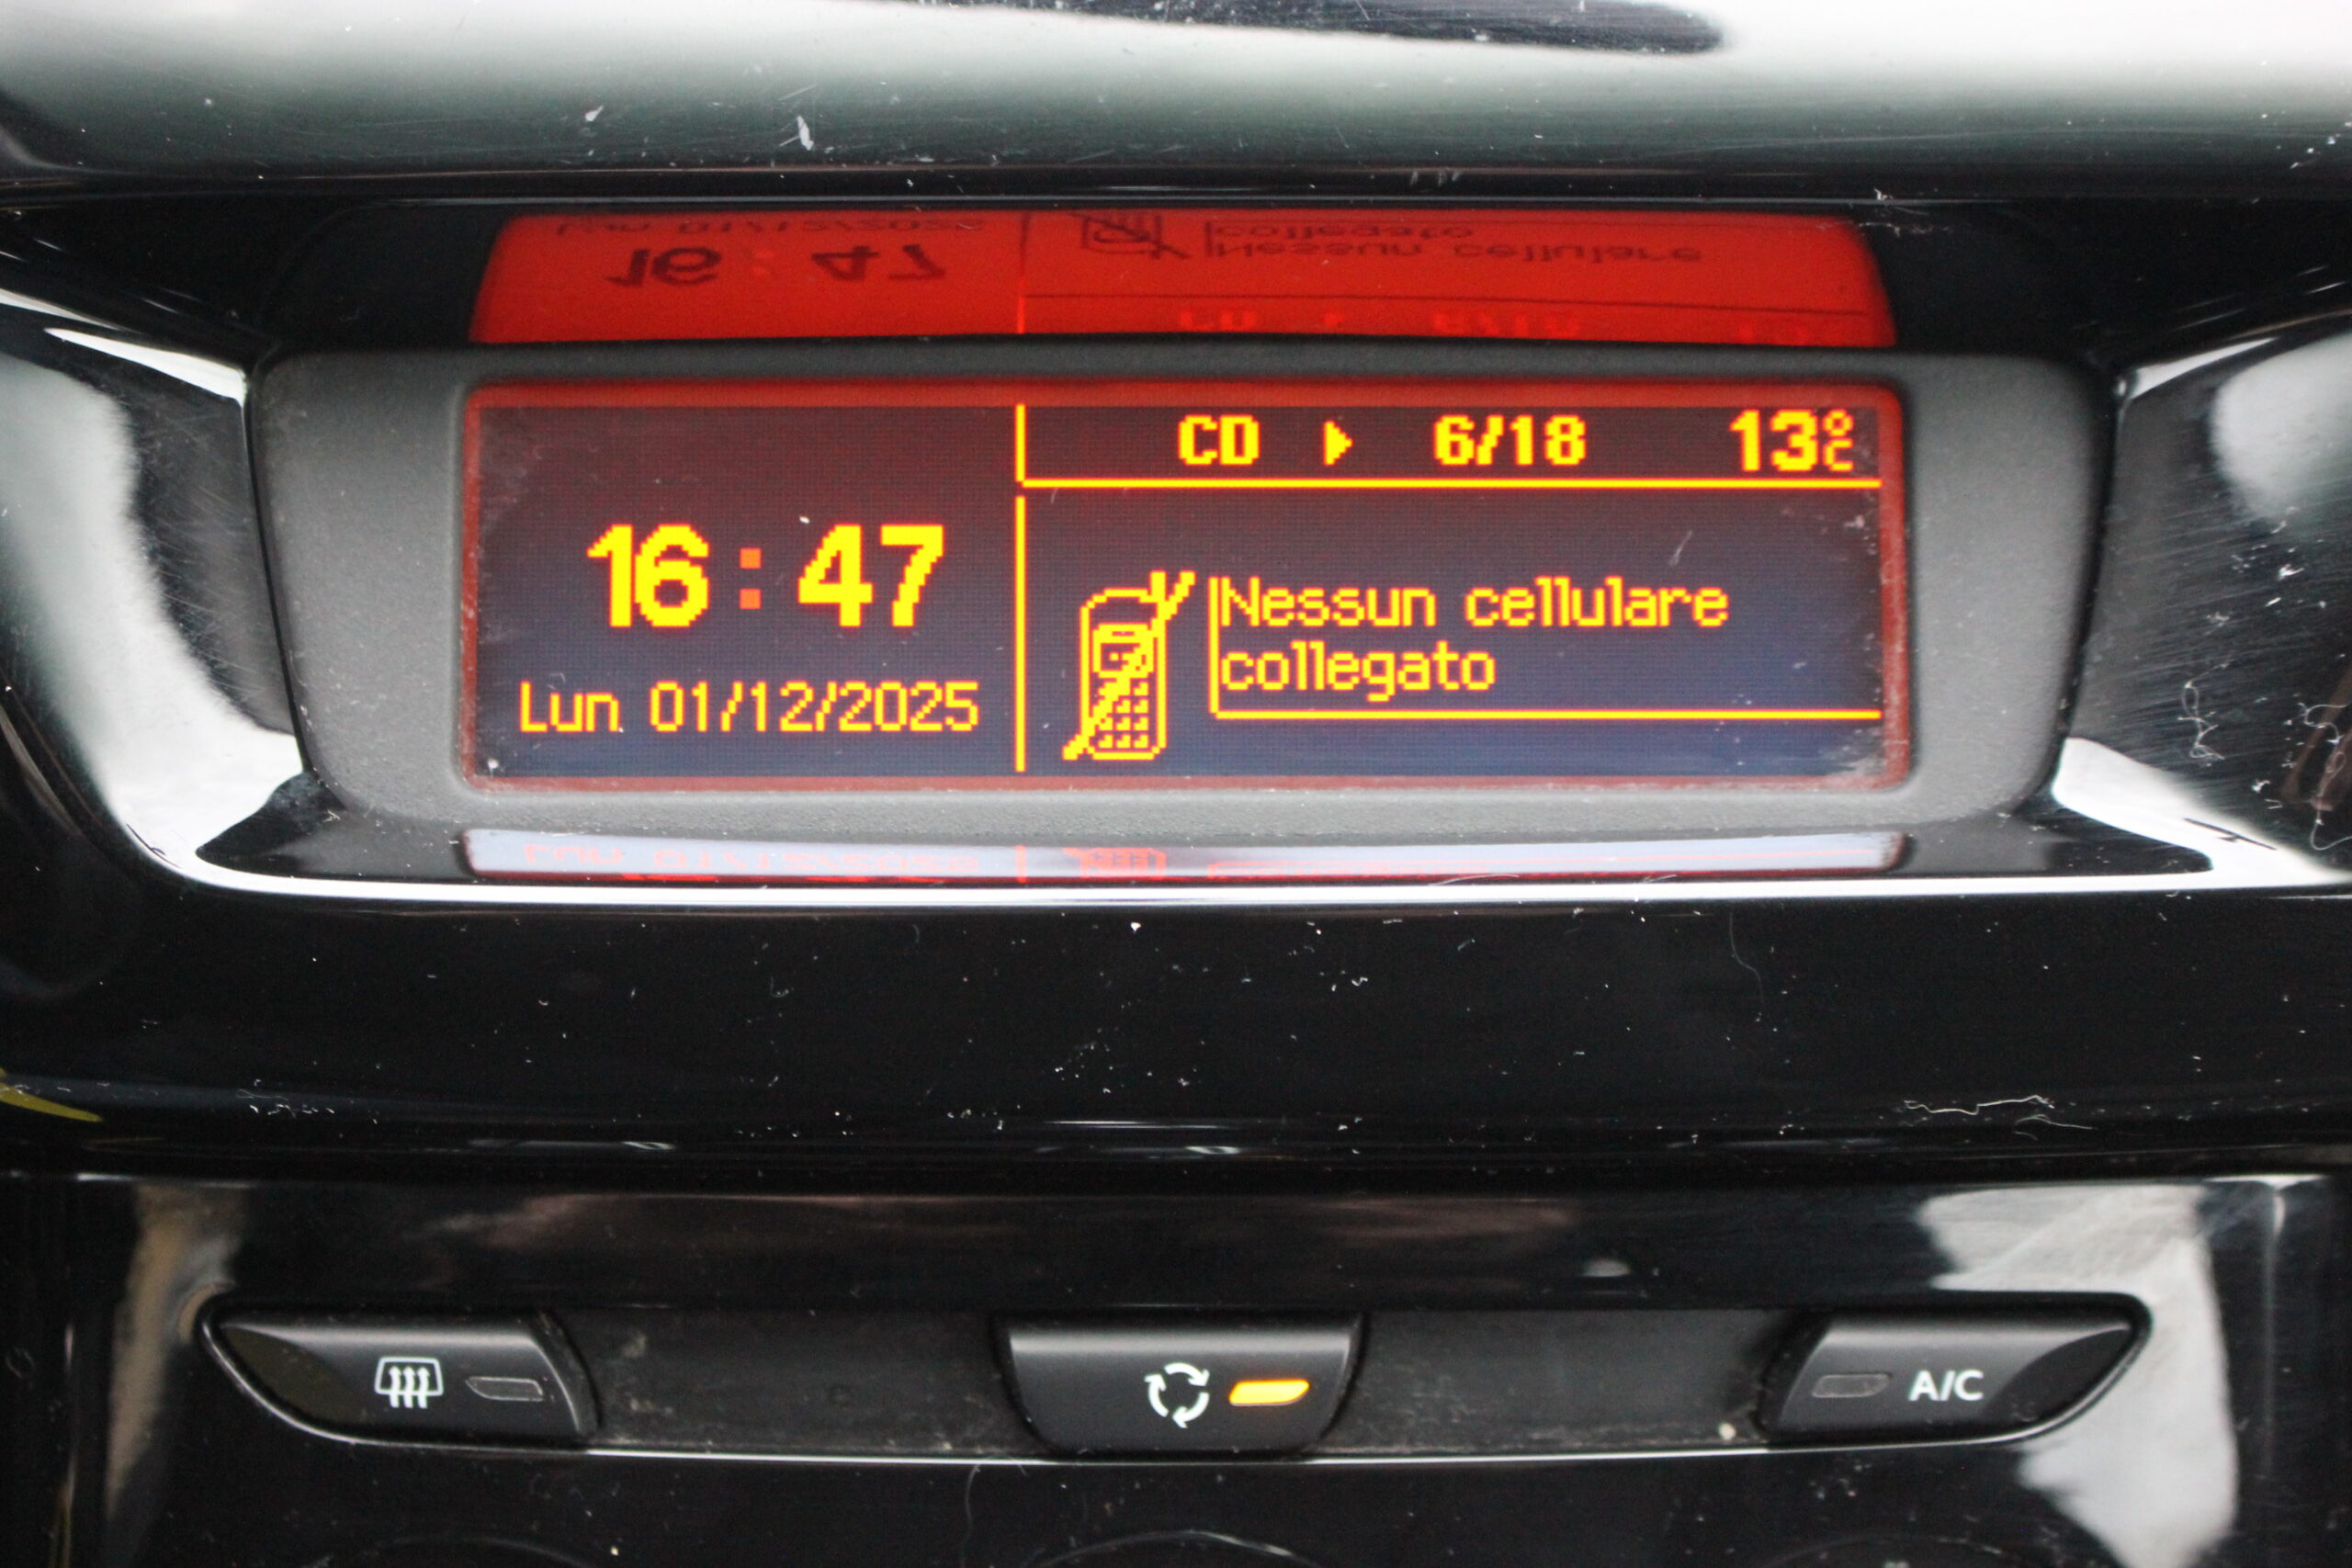 CD 6/18 13°C
16:47
Nessun cellulare
collegato
Lun 01/12/2025
A/C